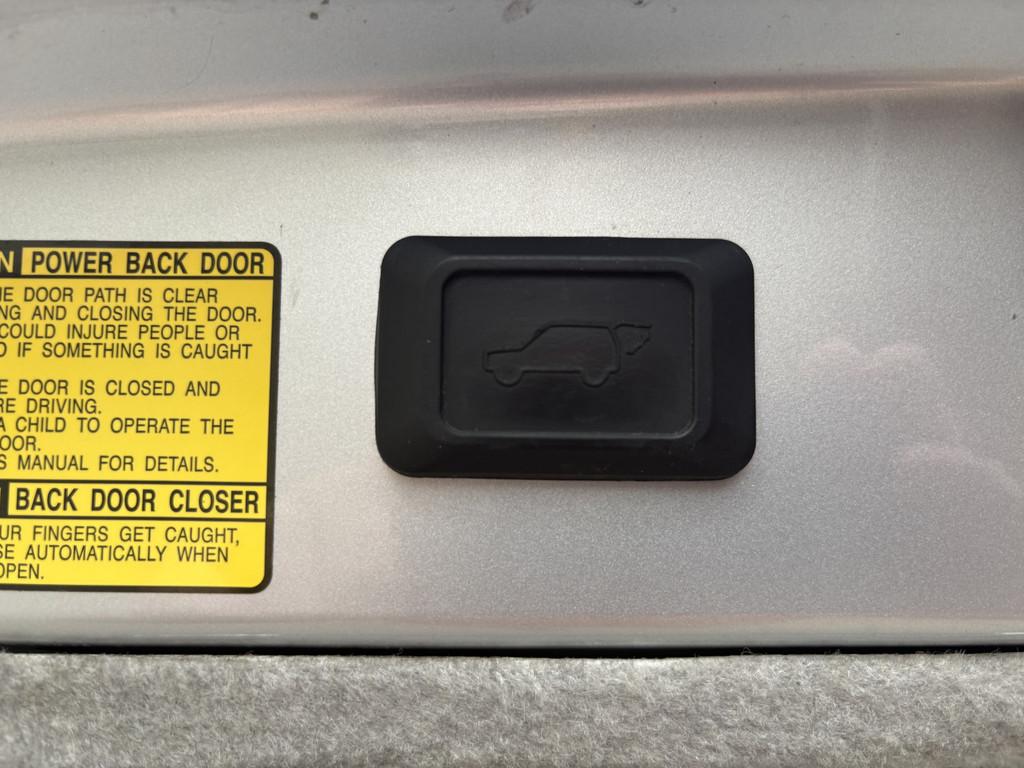 N POWER BACK DOOR
E DOOR PATH IS CLEAR
NG AND CLOSING THE DOOR.
COULD INJURE PEOPLE OR
D IF SOMETHING IS CAUGHT
E DOOR IS CLOSED AND
RE DRIVING.
A CHILD TO OPERATE THE
OOR.
S MANUAL FOR DETAILS.
BACK DOOR CLOSER
UR FINGERS GET CAUGHT,
SE AUTOMATICALLY WHEN
OPEN.